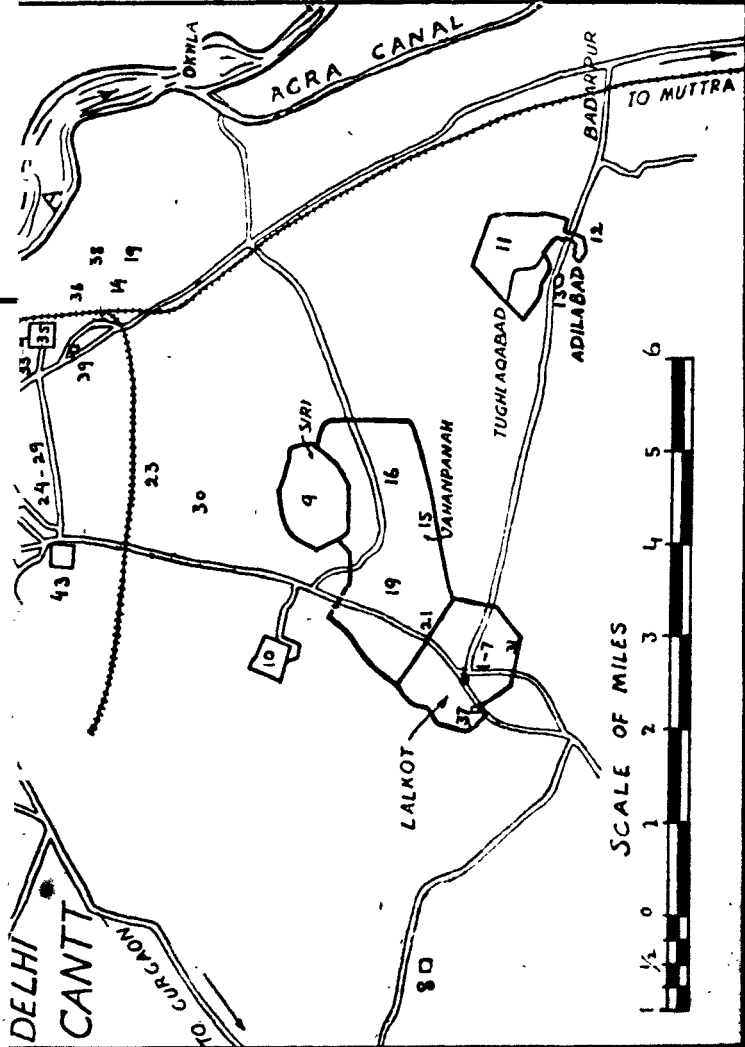 DELHI
CANTT
TO GURGAON
43
24-29
33-
35
39
36
38
14
19
23
30
OKHLA
AGRA CANAL
TO MUTTRA
BADARPUR
SIRI
9
10
16
15
JAHANPANAH
19
21
1-7
37
LALKOT
TUGHLAQABAD
11
12
13
ADILABAD
8
SCALE OF MILES
1 ½ 0 1 2 3 4 5 6